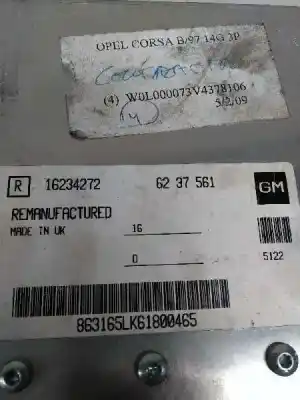 OPEL CORSA B/97 14G 3P
(4) W0L000073V4378106
4
5/2.09
R 16234272 62 37 561 GM
REMANUFACTURED
MADE IN UK 16
0 5122
863165LK61800465